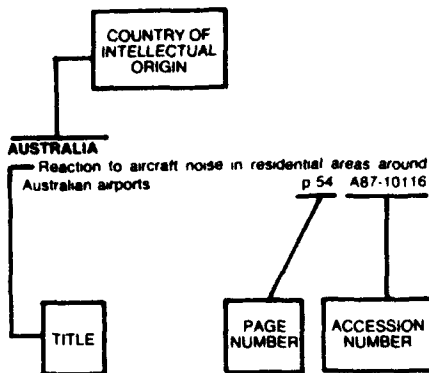 COUNTRY OF
INTELLECTUAL
ORIGIN
AUSTRALIA
Reaction to aircraft noise in residential areas around
Australian airports p 54 A87-10116
TITLE
PAGE
NUMBER
ACCESSION
NUMBER